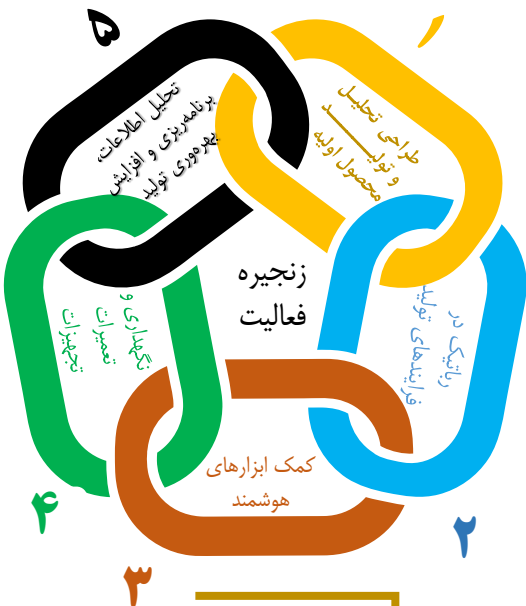 زنجیره
فعالیت
۱
طراحی تحلیل
و تولید
محصول اولیه
۲
رباتیک در
فرایندهای تولید
۳
کمک ابزارهای
هوشمند
۴
نگهداری و
تعمیرات
تجهیزات
۵
تحلیل اطلاعات،
برنامه‌ریزی و افزایش
بهره‌وری تولید